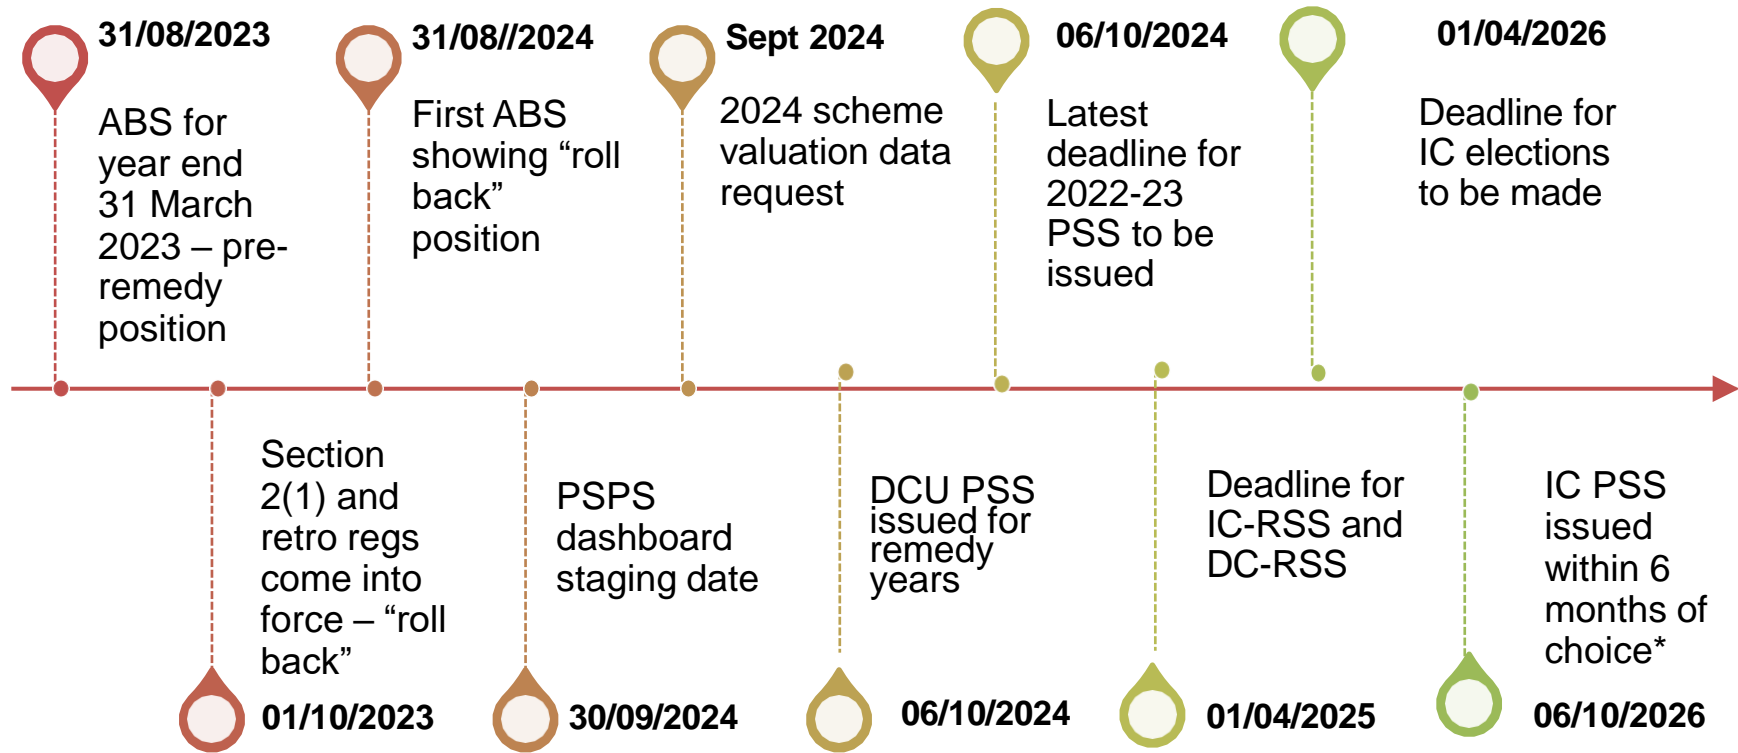 31/08/2023
ABS for
year end
31 March
2023 – pre-
remedy
position
31/08//2024
First ABS
showing “roll
back”
position
Sept 2024
2024 scheme
valuation data
request
06/10/2024
Latest
deadline for
2022-23
PSS to be
issued
01/04/2026
Deadline for
IC elections
to be made
Section
2(1) and
retro regs
come into
force – “roll
back”
01/10/2023
PSPS
dashboard
staging date
30/09/2024
DCU PSS
issued for
remedy
years
06/10/2024
Deadline for
IC-RSS and
DC-RSS
01/04/2025
IC PSS
issued
within 6
months of
choice*
06/10/2026